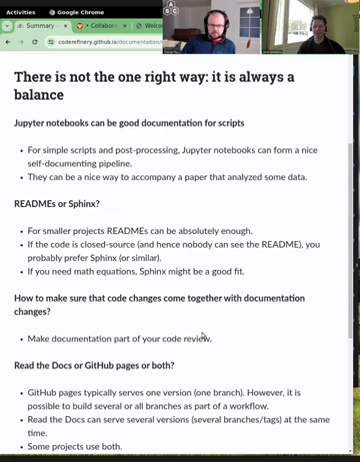 Activities
Google Chrome
Summary
Collabora
Welco
coderefinery.github.io/documentation/
A
S C
There is not the one right way: it is always a
balance
Jupyter notebooks can be good documentation for scripts
• For simple scripts and post-processing, Jupyter notebooks can form a nice
self-documenting pipeline.
• They can be a nice way to accompany a paper that analyzed some data.
READMEs or Sphinx?
• For smaller projects READMEs can be absolutely enough.
• If the code is closed-source (and hence nobody can see the README), you
probably prefer Sphinx (or similar).
• If you need math equations, Sphinx might be a good fit.
How to make sure that code changes come together with documentation
changes?
• Make documentation part of your code review.
Read the Docs or GitHub pages or both?
• GitHub pages typically serves one version (one branch). However, it is
possible to build several or all branches as part of a workflow.
• Read the Docs can serve several versions (several branches/tags) at the same
time.
• Some projects use both.